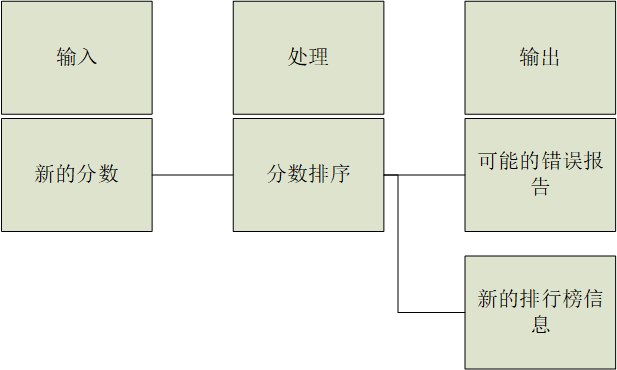 输入
处理
输出
新的分数
分数排序
可能的错误报
告
新的排行榜信
息